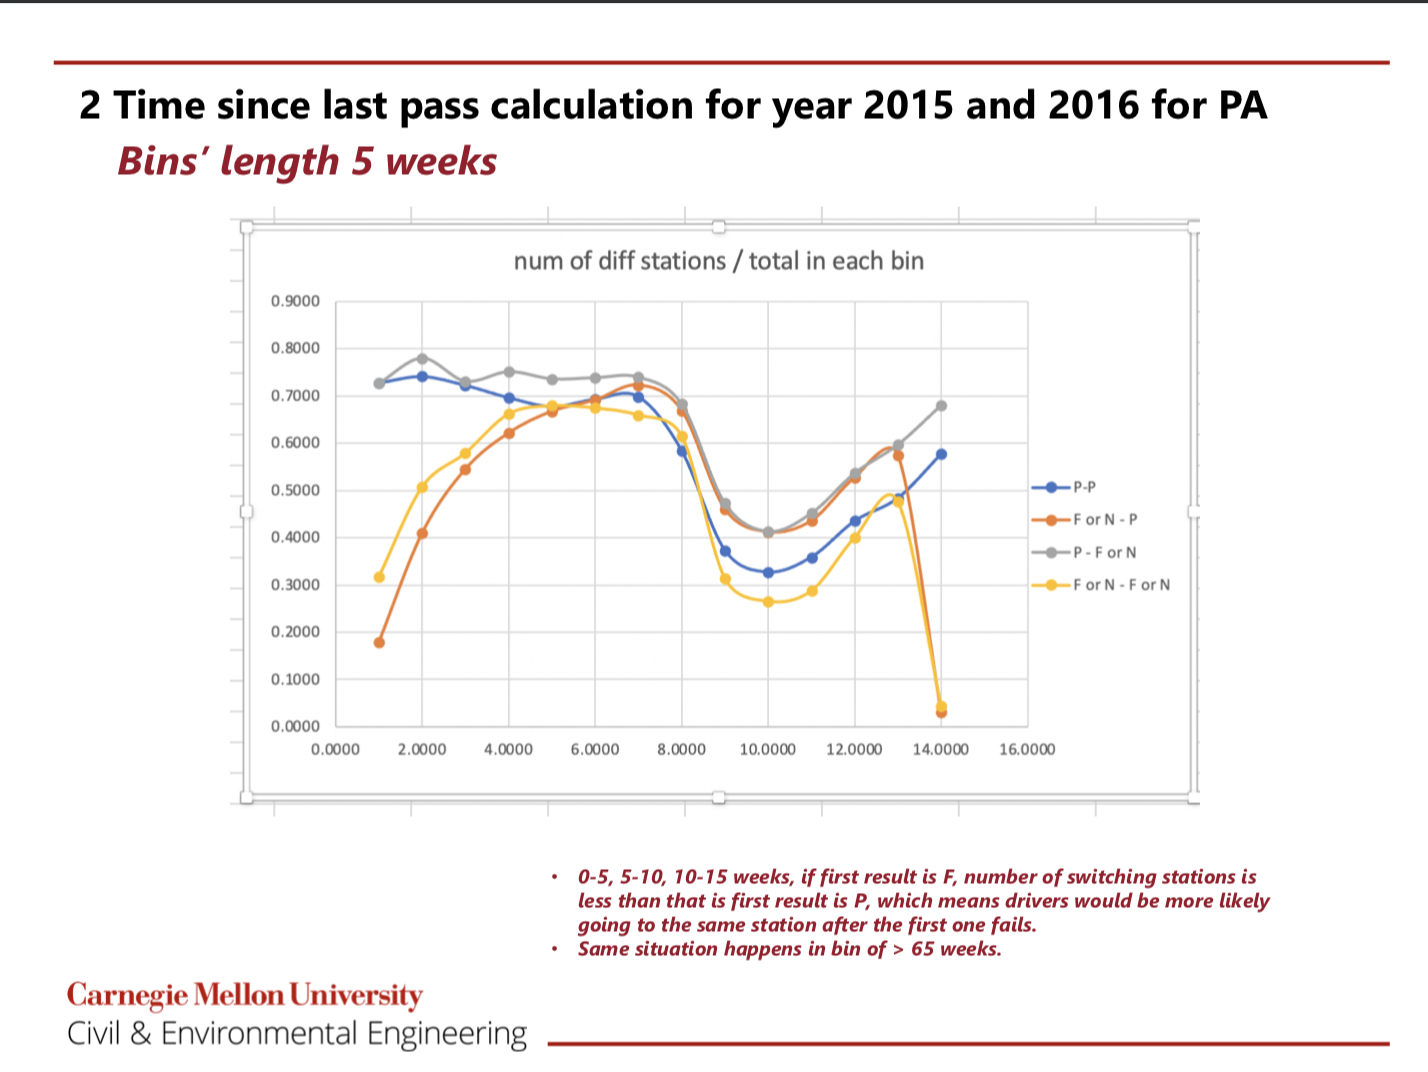 2 Time since last pass calculation for year 2015 and 2016 for PA
Bins’ length 5 weeks
num of diff stations / total in each bin
0.9000
0.8000
0.7000
0.6000
0.5000
0.4000
0.3000
0.2000
0.1000
0.0000
0.0000 2.0000 4.0000 6.0000 8.0000 10.0000 12.0000 14.0000 16.0000
P-P
F or N - P
P - F or N
F or N - F or N
• 0-5, 5-10, 10-15 weeks, if first result is F, number of switching stations is
less than that is first result is P, which means drivers would be more likely
going to the same station after the first one fails.
• Same situation happens in bin of > 65 weeks.
Carnegie Mellon University
Civil & Environmental Engineering